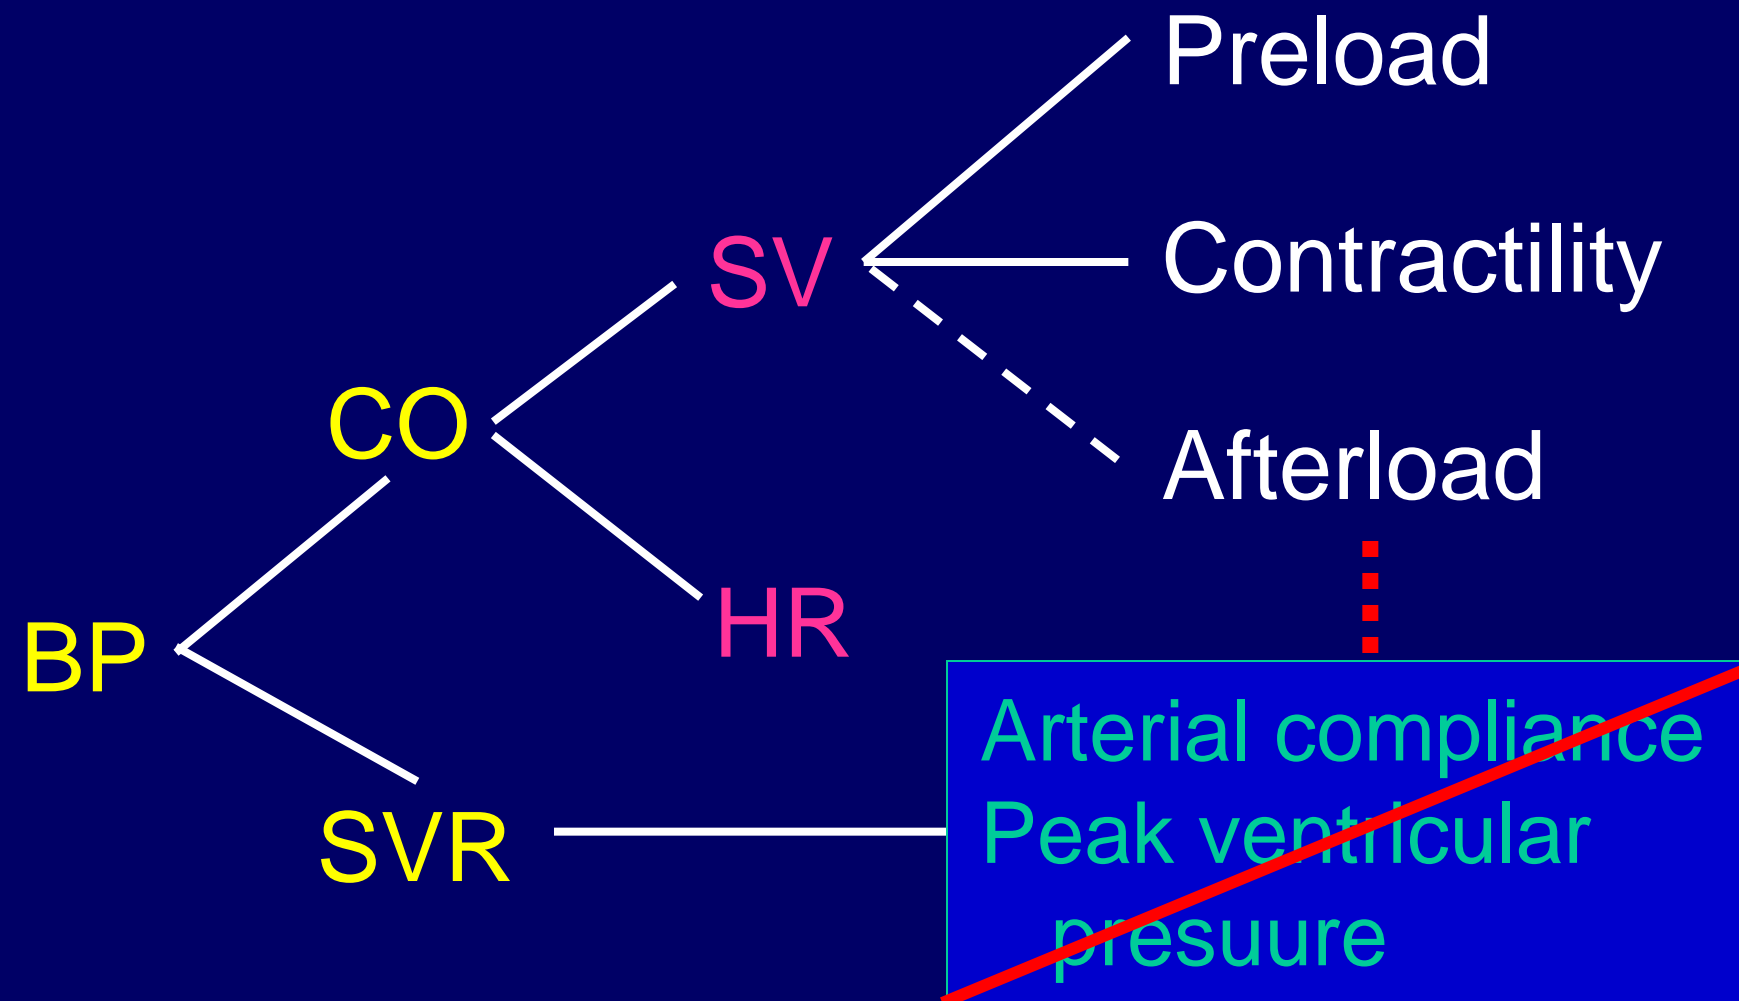 Preload
Contractility
SV
CO
Afterload
HR
BP
Arterial compliance
Peak ventricular
presuure
SVR